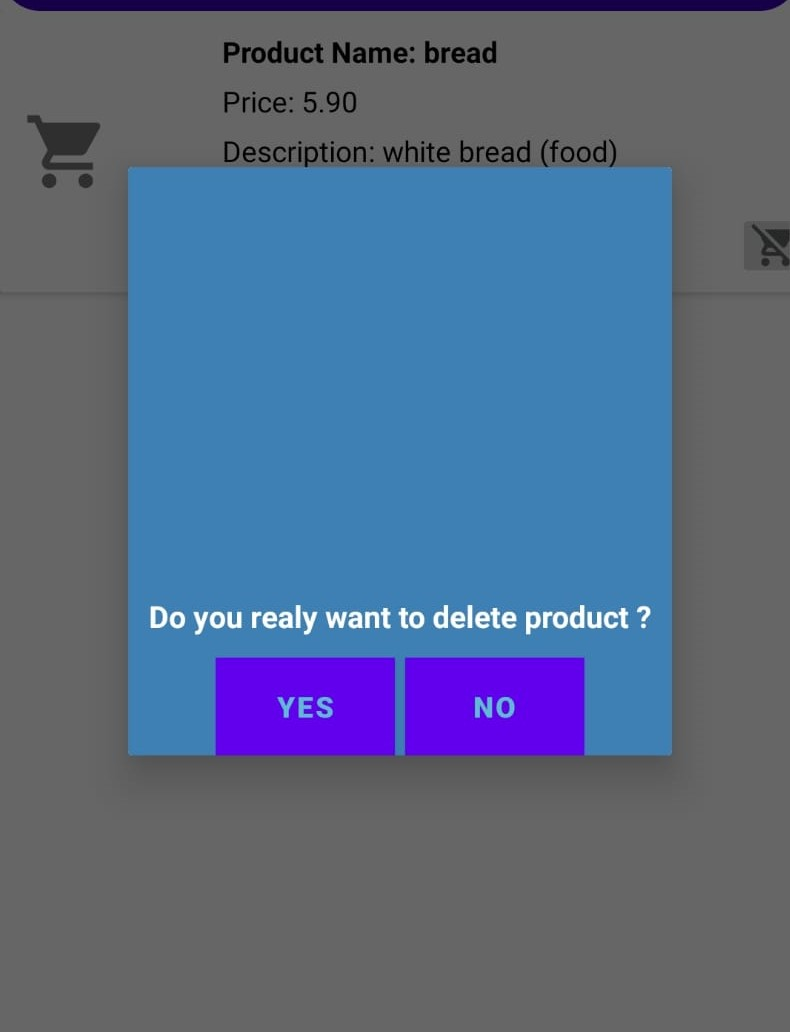 Product Name: bread
Price: 5.90
Description: white bread (food)
Do you realy want to delete product ?
YES NO